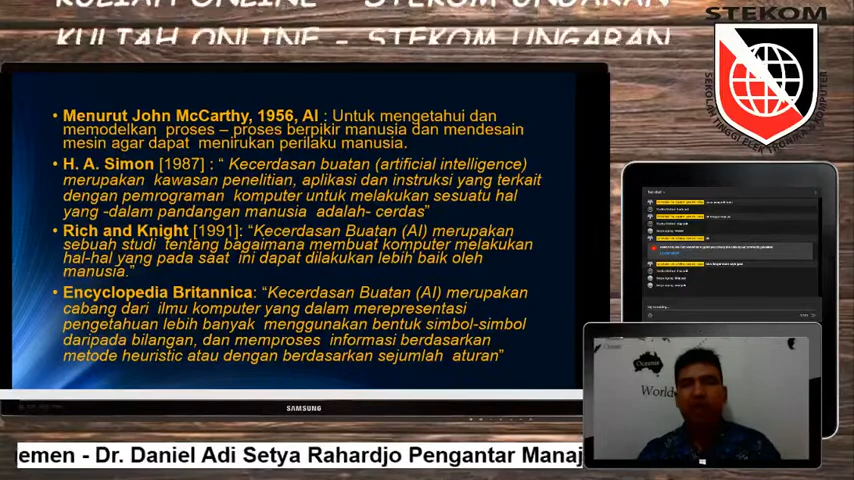 KULIAH ONLINE - STEKOM UNGARAN
KULIAH ONLINE - STEKOM UNGARAN
STEKOM
SEKOLAH TINGGI ELEKTRONIKA & KOMPUTER
• Menurut John McCarthy, 1956, AI : Untuk mengetahui dan
memodelkan proses – proses berpikir manusia dan mendesain
mesin agar dapat menirukan perilaku manusia.
• H. A. Simon [1987] : “ Kecerdasan buatan (artificial intelligence)
merupakan kawasan penelitian, aplikasi dan instruksi yang terkait
dengan pemrograman komputer untuk melakukan sesuatu hal
yang -dalam pandangan manusia adalah- cerdas”
• Rich and Knight [1991]: “Kecerdasan Buatan (AI) merupakan
sebuah studi tentang bagaimana membuat komputer melakukan
hal-hal yang pada saat ini dapat dilakukan lebih baik oleh
manusia.”
• Encyclopedia Britannica: “Kecerdasan Buatan (AI) merupakan
cabang dari ilmu komputer yang dalam merepresentasi
pengetahuan lebih banyak menggunakan bentuk simbol-simbol
daripada bilangan, dan memproses informasi berdasarkan
metode heuristic atau dengan berdasarkan sejumlah aturan”
SAMSUNG
Oceania
World
emen - Dr. Daniel Adi Setya Rahardjo Pengantar Manaj